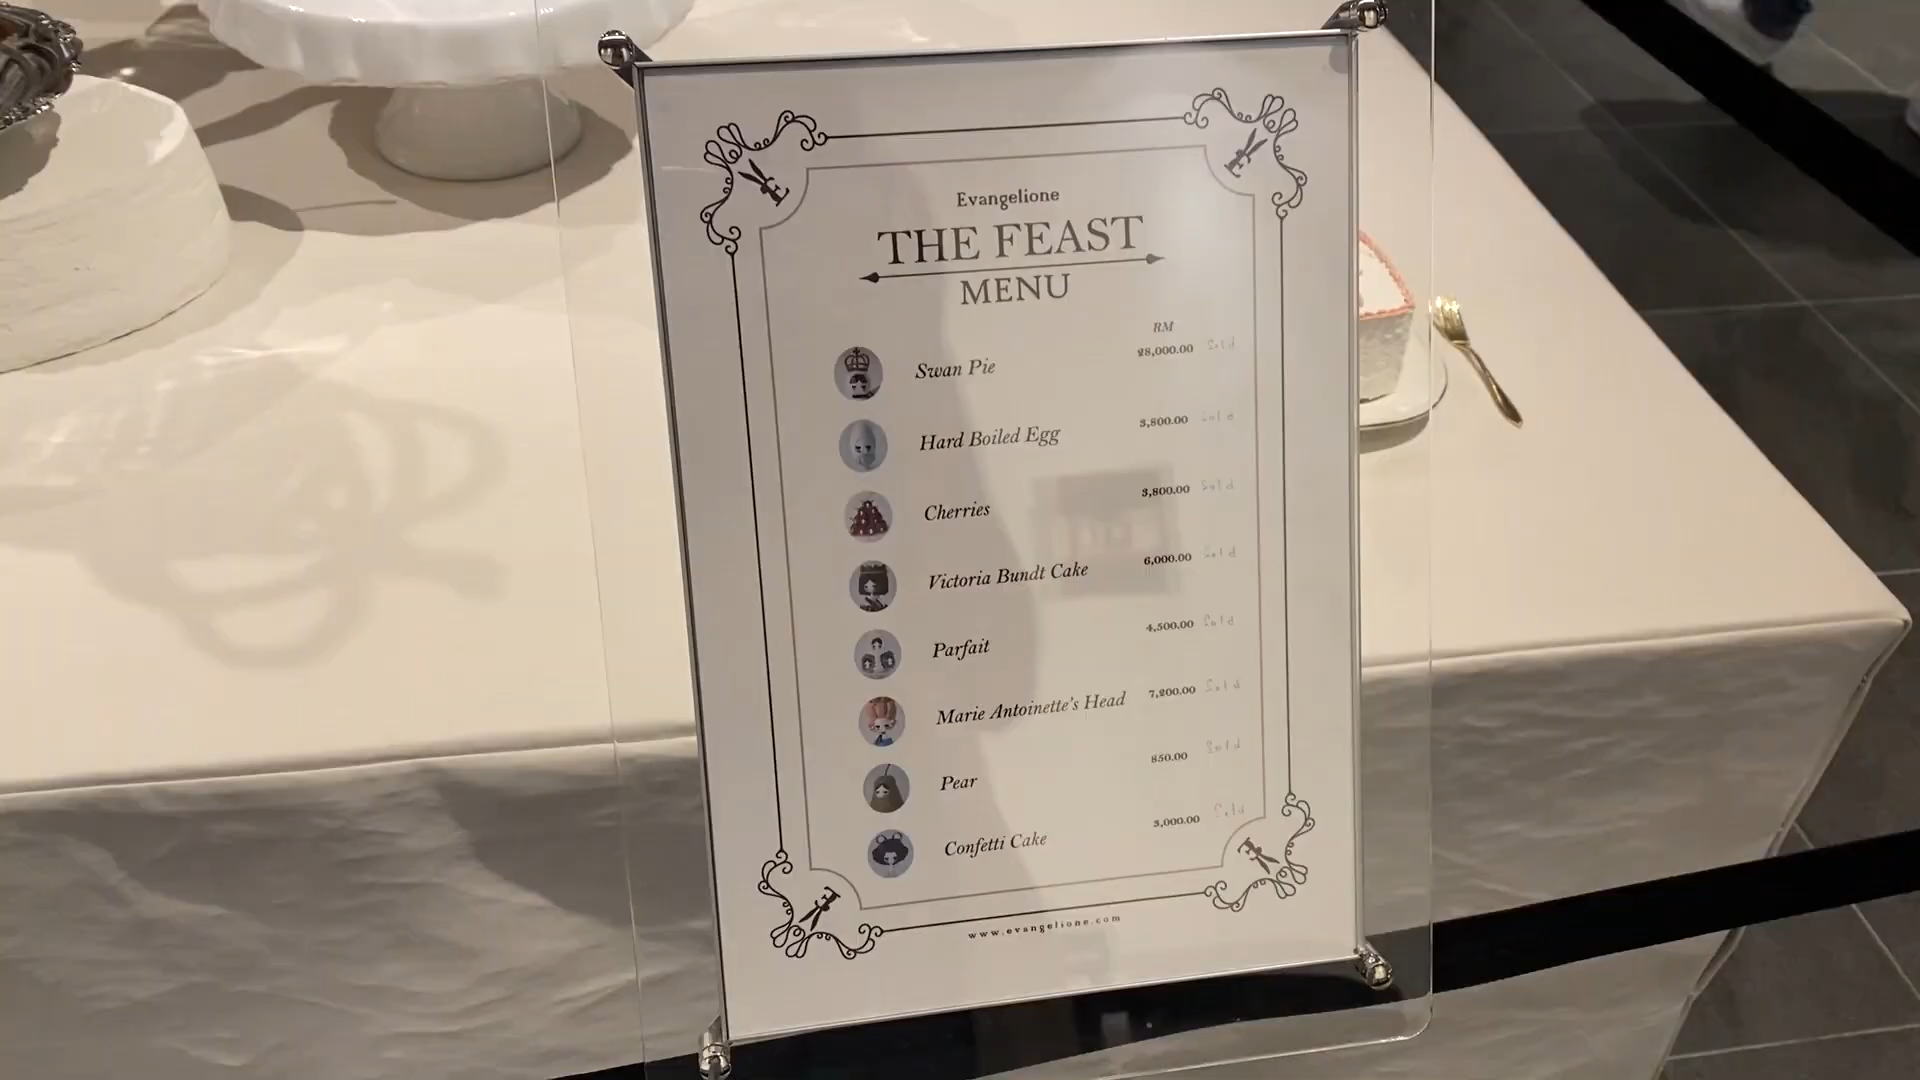 Evangelione
THE FEAST
MENU
RM
Swan Pie 28,000.00 Sold
Hard Boiled Egg 3,800.00 Sold
Cherries 3,800.00 Sold
Victoria Bundt Cake 6,000.00 Sold
Parfait 4,500.00 Sold
Marie Antoinette's Head 7,200.00 Sold
Pear 850.00 Sold
Confetti Cake 3,000.00 Sold
www.evangelione.com